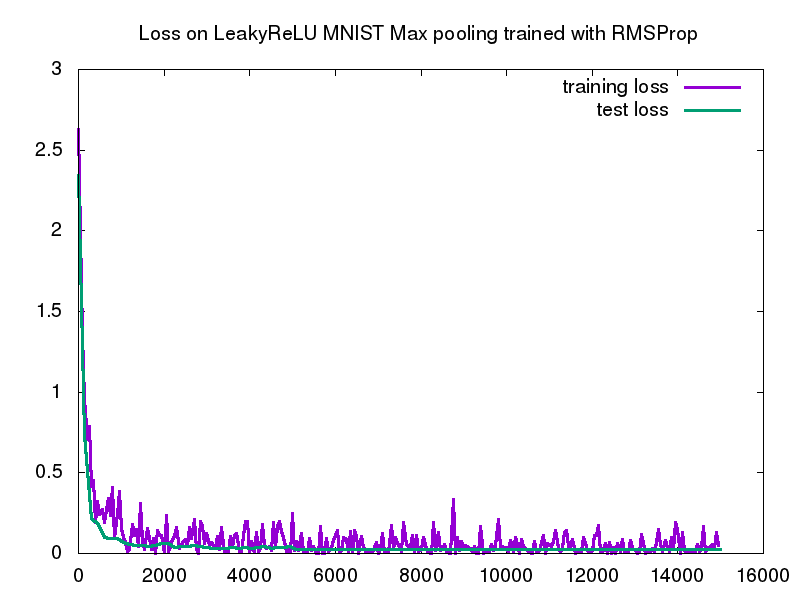 Loss on LeakyReLU MNIST Max pooling trained with RMSProp
3
training loss
test loss
2.5
2
1.5
1
0.5
0
0 2000 4000 6000 8000 10000 12000 14000 16000